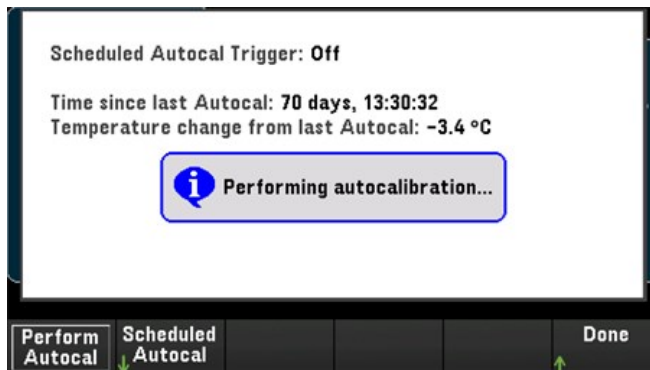 Scheduled Autocal Trigger: Off
Time since last Autocal: 70 days, 13:30:32
Temperature change from last Autocal: -3.4 °C
Performing autocalibration...
Perform
Autocal
Scheduled
Autocal
Done